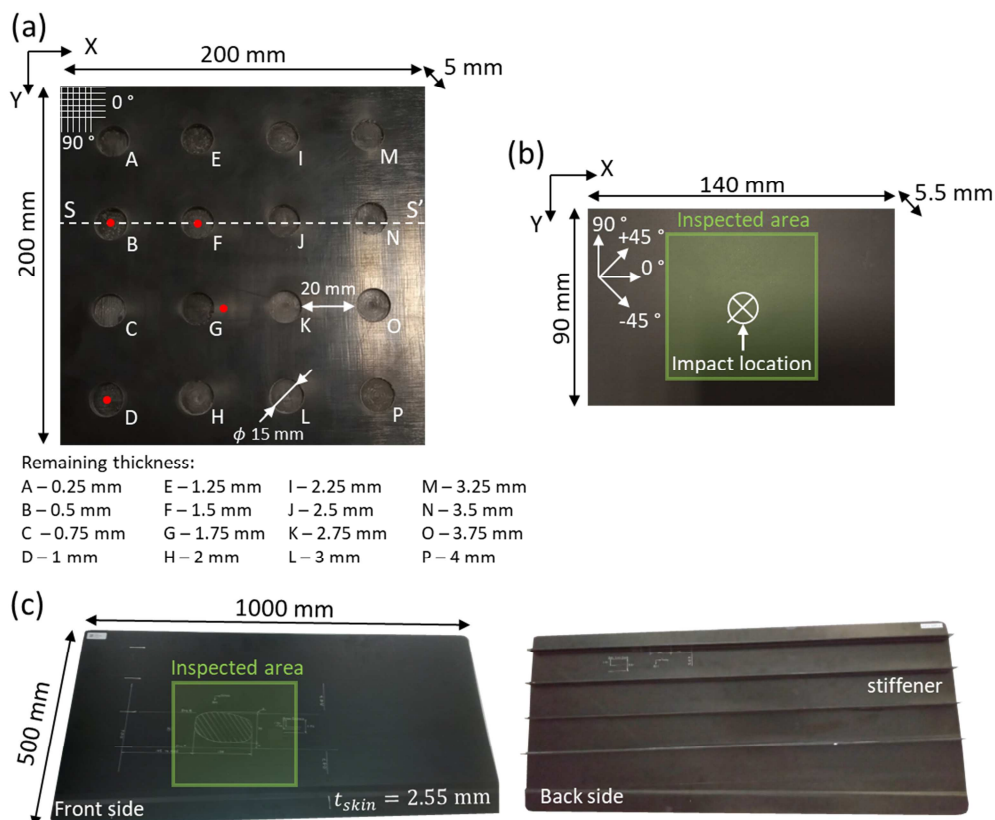 (a)
X
200 mm
5 mm
Y
0 °
90 °
200 mm
A
E
I
M
S
S'
B
F
J
N
20 mm
C
G
K
O
D
H
L
P
ϕ 15 mm
Remaining thickness:
A – 0.25 mm E – 1.25 mm I – 2.25 mm M – 3.25 mm
B – 0.5 mm F – 1.5 mm J – 2.5 mm N – 3.5 mm
C – 0.75 mm G – 1.75 mm K – 2.75 mm O – 3.75 mm
D – 1 mm H – 2 mm L – 3 mm P – 4 mm
(b)
X
140 mm
5.5 mm
Y
Inspected area
90 °
+45 °
0 °
-45 °
90 mm
Impact location
(c)
1000 mm
Inspected area
500 mm
t_skin = 2.55 mm
Front side
stiffener
Back side